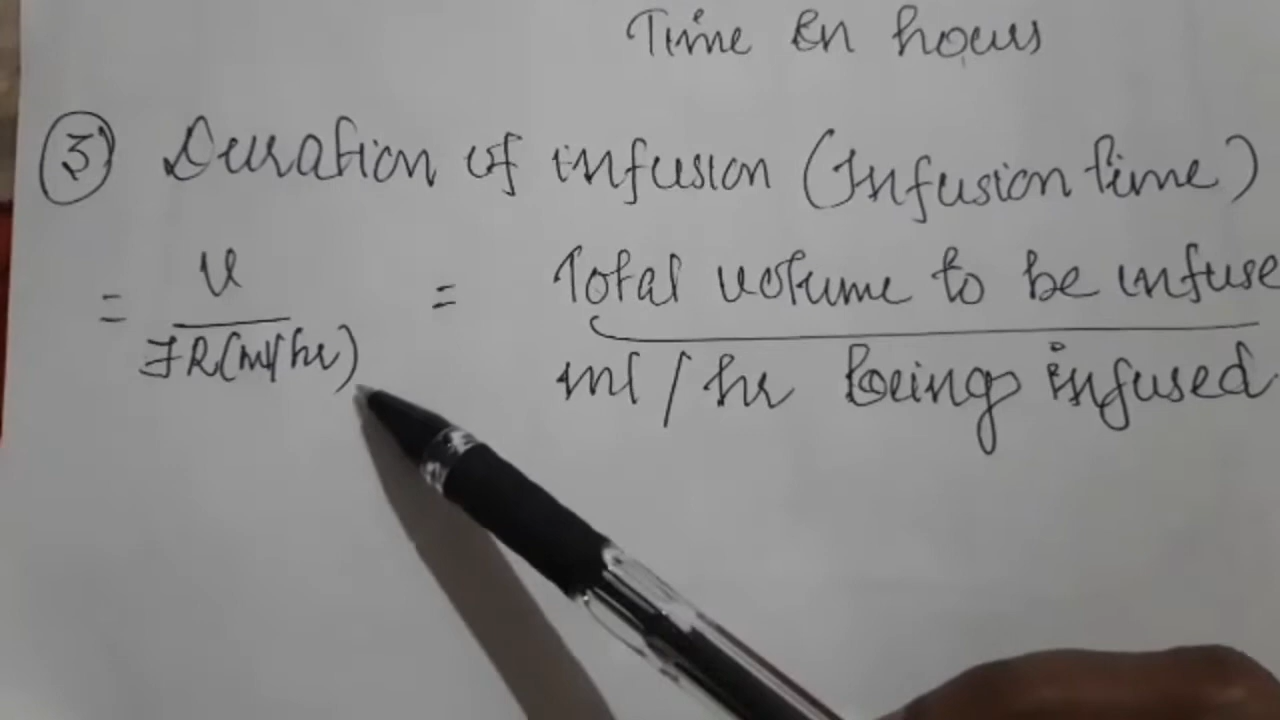 Time in hours
③ Duration of infusion (Infusion time)
= V / FR(ml/hr) = Total volume to be infuse / ml/hr being infused